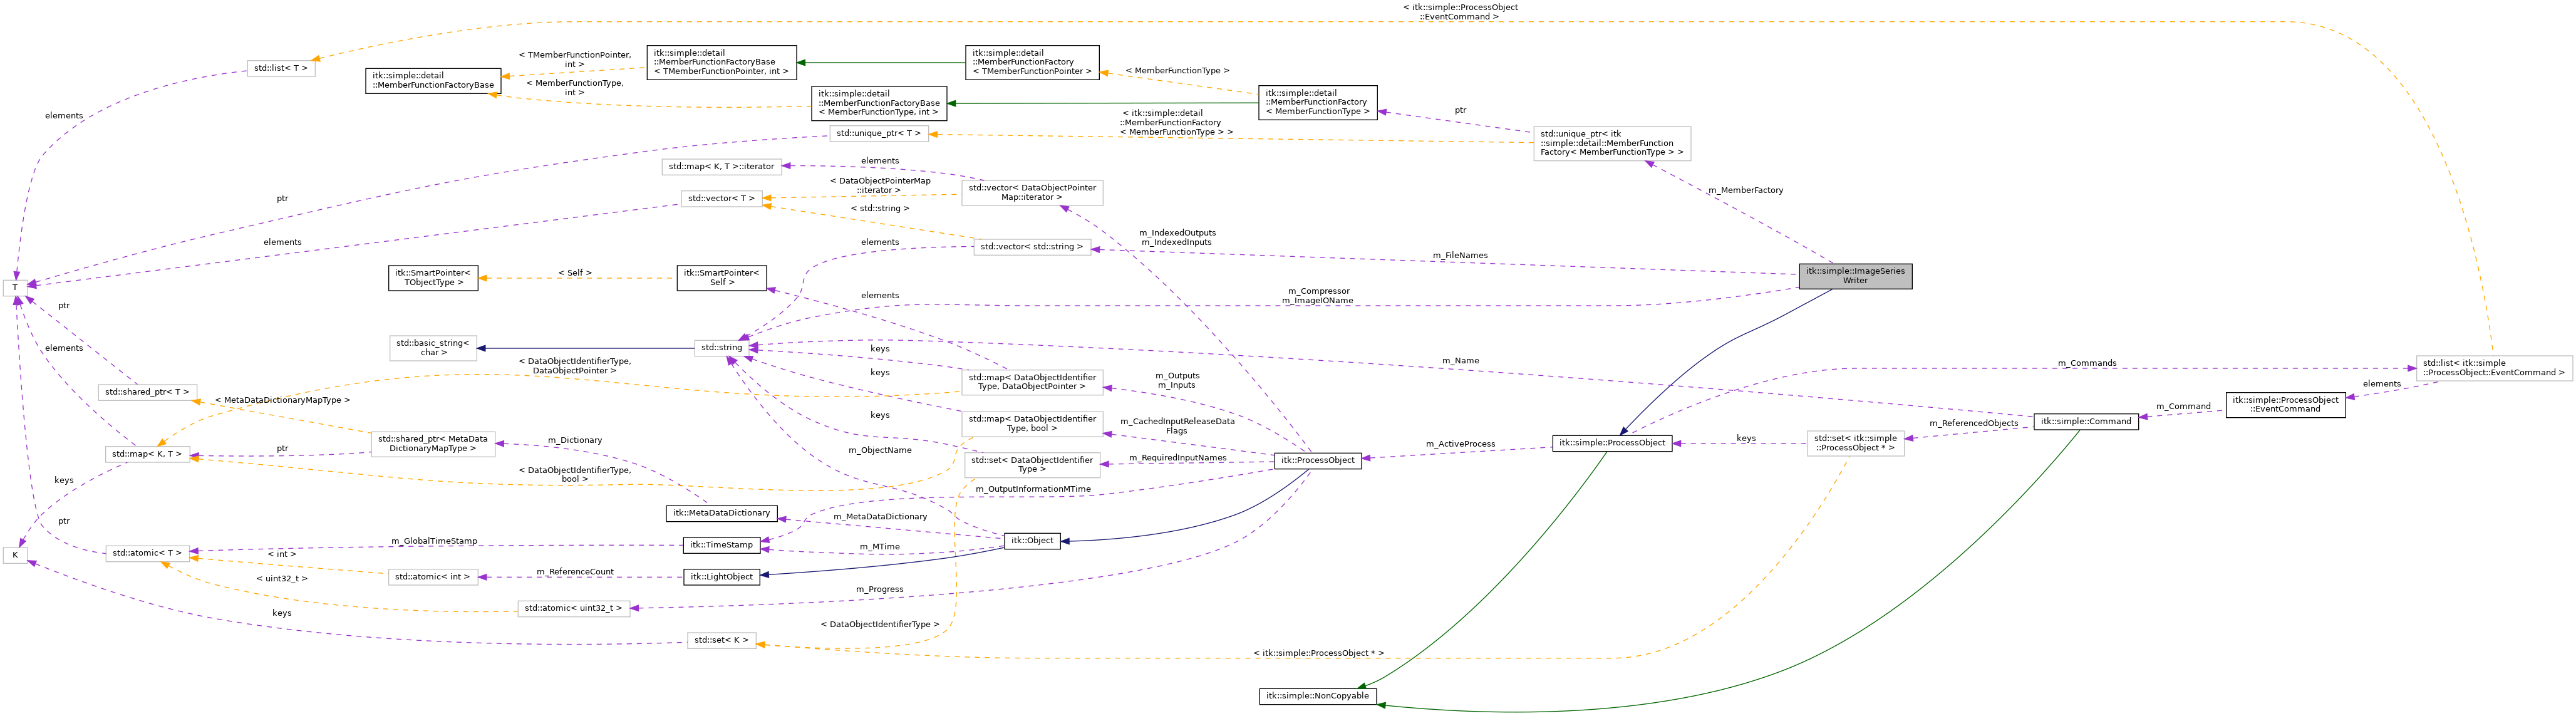 < itk::simple::ProcessObject
::EventCommand >
std::list< T >
elements
itk::simple::detail
::MemberFunctionFactoryBase
< TMemberFunctionPointer,
int >
< MemberFunctionType,
int >
itk::simple::detail
::MemberFunctionFactoryBase
< TMemberFunctionPointer, int >
itk::simple::detail
::MemberFunctionFactory
< TMemberFunctionPointer >
< MemberFunctionType >
itk::simple::detail
::MemberFunctionFactoryBase
< MemberFunctionType, int >
itk::simple::detail
::MemberFunctionFactory
< MemberFunctionType >
ptr
std::unique_ptr< T >
< itk::simple::detail
::MemberFunctionFactory
< MemberFunctionType > >
std::unique_ptr< itk
::simple::detail::MemberFunction
Factory< MemberFunctionType > >
m_MemberFactory
ptr
std::map< K, T >::iterator
elements
std::vector< T >
< DataObjectPointerMap
::iterator >
< std::string >
std::vector< DataObjectPointer
Map::iterator >
elements
std::vector< std::string >
elements
m_IndexedOutputs
m_IndexedInputs
m_FileNames
itk::simple::ImageSeries
Writer
T
itk::SmartPointer<
TObjectType >
< Self >
itk::SmartPointer<
Self >
elements
m_Compressor
m_ImageIOName
ptr
elements
std::basic_string<
char >
std::string
keys
keys
keys
m_Name
< DataObjectIdentifierType,
DataObjectPointer >
std::map< DataObjectIdentifier
Type, DataObjectPointer >
m_Outputs
m_Inputs
m_Commands
std::list< itk::simple
::ProcessObject::EventCommand >
elements
std::shared_ptr< T >
< MetaDataDictionaryMapType >
itk::simple::ProcessObject
::EventCommand
m_Command
itk::simple::Command
m_ReferencedObjects
std::set< itk::simple
::ProcessObject * >
keys
itk::simple::ProcessObject
m_ActiveProcess
itk::ProcessObject
std::map< DataObjectIdentifier
Type, bool >
m_CachedInputReleaseData
Flags
std::shared_ptr< MetaData
DictionaryMapType >
m_Dictionary
std::map< K, T >
ptr
m_ObjectName
std::set< DataObjectIdentifier
Type >
m_RequiredInputNames
< DataObjectIdentifierType,
bool >
keys
m_OutputInformationMTime
itk::MetaDataDictionary
m_MetaDataDictionary
ptr
K
std::atomic< T >
m_GlobalTimeStamp
itk::TimeStamp
m_MTime
itk::Object
< int >
std::atomic< int >
m_ReferenceCount
itk::LightObject
< uint32_t >
std::atomic< uint32_t >
m_Progress
keys
std::set< K >
< DataObjectIdentifierType >
< itk::simple::ProcessObject * >
itk::simple::NonCopyable